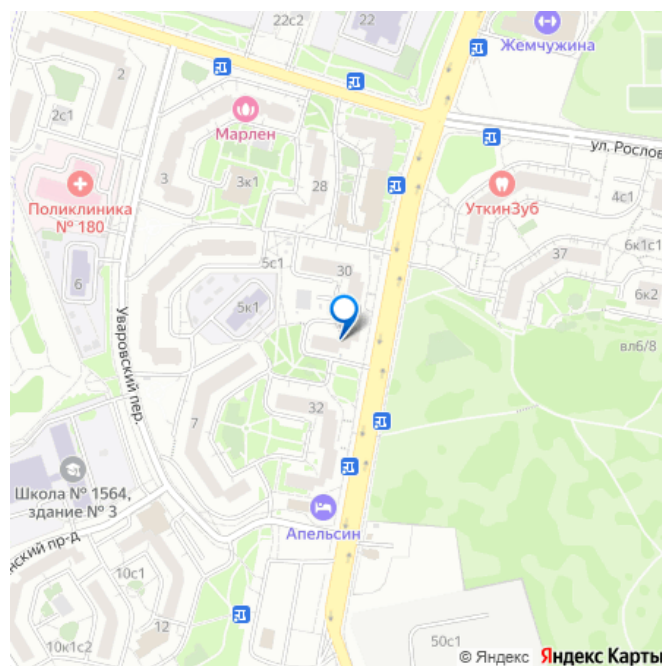 22с2
22
Жемчужина
2
2с1
Марлен
ул. Рослов
3
3к1
28
Поликлиника
№ 180
УткинЗуб
4с1
37
6к1с1
5с1
30
6
5к1
6к2
Уваровский пер.
вл6/8
7
32
Школа № 1564,
здание № 3
Апельсин
нский пр-д
10с1
12
10к1с2
50с1
© Яндекс Яндекс Карты